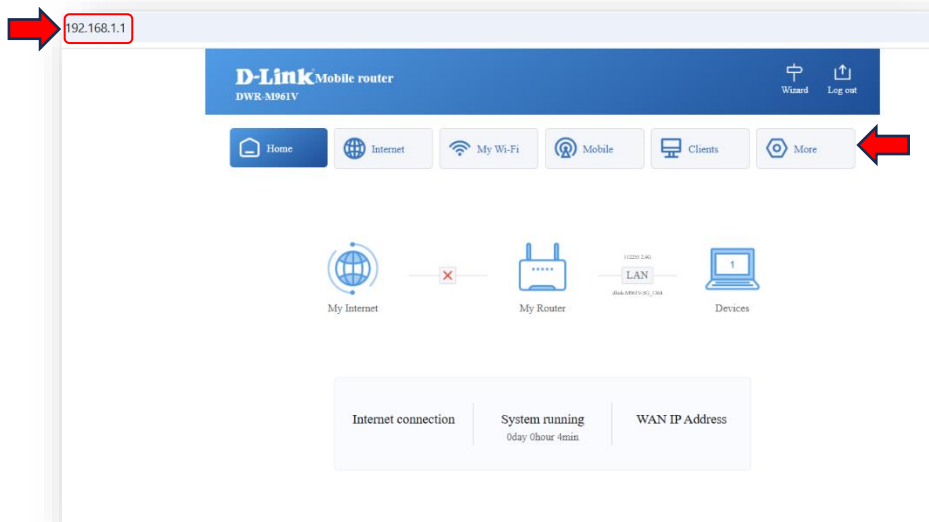 192.168.1.1
D-Link Mobile router
DWR-M961V
Wizard
Log out
Home
Internet
My Wi-Fi
Mobile
Clients
More
1
LAN
My Internet
My Router
Devices
Internet connection
System running
WAN IP Address
0day 0hour 4min